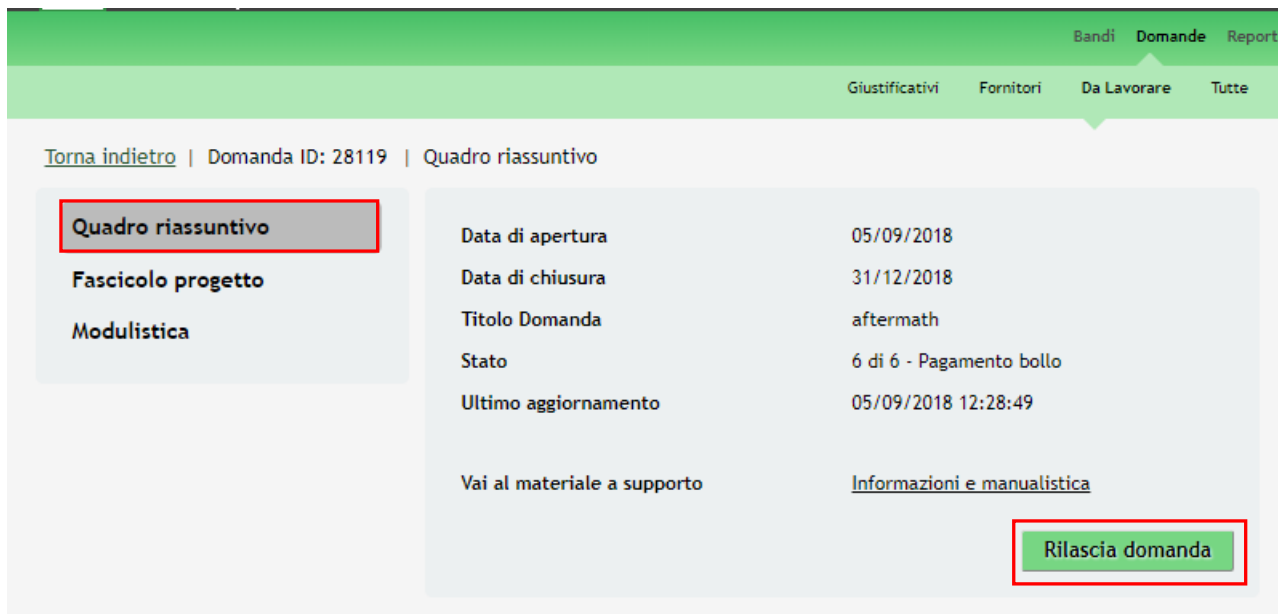 Bandi Domande Report
Giustificativi Fornitori Da Lavorare Tutte
Torna indietro | Domanda ID: 28119 | Quadro riassuntivo
Quadro riassuntivo
Fascicolo progetto
Modulistica
Data di apertura 05/09/2018
Data di chiusura 31/12/2018
Titolo Domanda aftermath
Stato 6 di 6 - Pagamento bollo
Ultimo aggiornamento 05/09/2018 12:28:49
Vai al materiale a supporto Informazioni e manualistica
Rilascia domanda